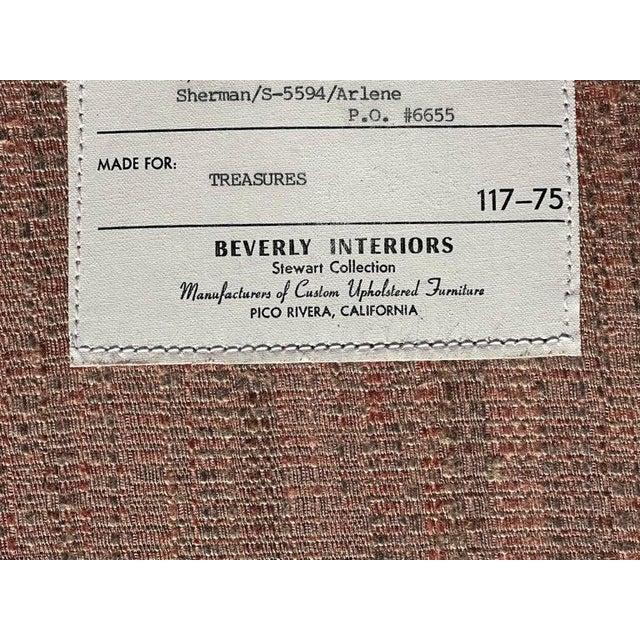 Sherman/S-5594/Arlene
P.O. #6655
MADE FOR:
TREASURES
117-75
BEVERLY INTERIORS
Stewart Collection
Manufacturers of Custom Upholstered Furniture
PICO RIVERA, CALIFORNIA